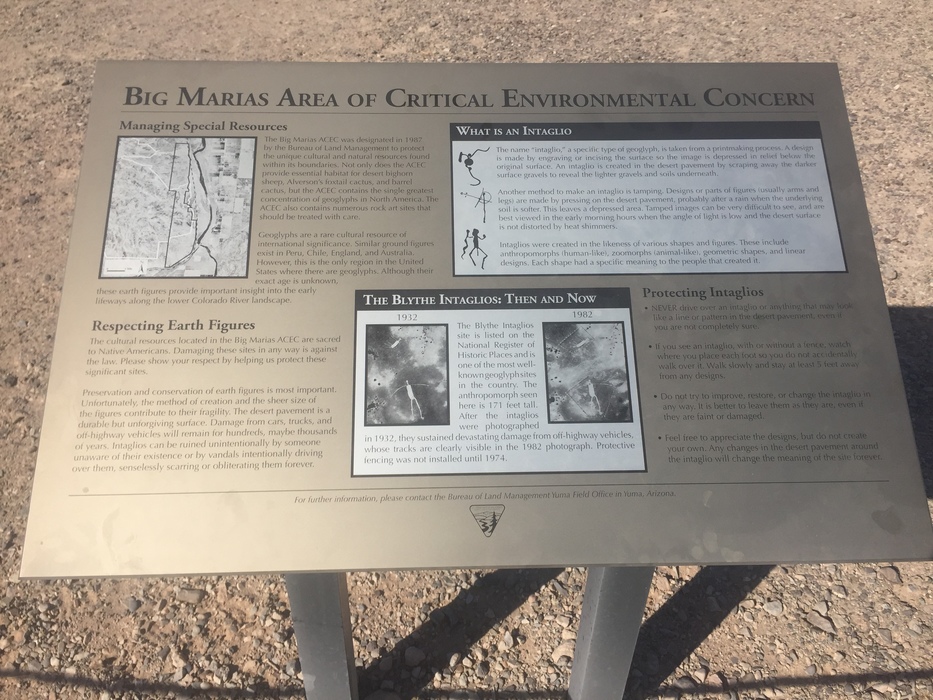 BIG MARIAS AREA OF CRITICAL ENVIRONMENTAL CONCERN
Managing Special Resources
The Big Marias ACEC was designated in 1987
by the Bureau of Land Management to protect
the unique cultural and natural resources found
within its boundaries. Not only does the ACEC
provide essential habitat for desert bighorn
sheep, Alverson's foxtail cactus, and barrel
cactus, but the ACEC contains the single greatest
concentration of geoglyphs in North America. The
ACEC also contains numerous rock art sites that
should be treated with care.
Geoglyphs are a rare cultural resource of
international significance. Similar ground figures
exist in Peru, Chile, England, and Australia.
However, this is the only region in the United
States where there are geoglyphs. Although their
exact age is unknown,
these earth figures provide important insight into the early
lifeways along the lower Colorado River landscape.
Respecting Earth Figures
The cultural resources located in the Big Marias ACEC are sacred
to Native Americans. Damaging these sites in any way is against
the law. Please show your respect by helping us protect these
significant sites.
Preservation and conservation of earth figures is most important.
Unfortunately, the method of creation and the sheer size of
the figures contribute to their fragility. The desert pavement is a
durable but unforgiving surface. Damage from cars, trucks, and
off-highway vehicles will remain for hundreds, maybe thousands
of years. Intaglios can be ruined unintentionally by someone
unaware of their existence or by vandals intentionally driving
over them, senselessly scarring or obliterating them forever.
WHAT IS AN INTAGLIO
The name "intaglio," a specific type of geoglyph, is taken from a printmaking process. A design
is made by engraving or incising the surface so the image is depressed in relief below the
original surface. An intaglio is created in the desert pavement by scraping away the darker
surface gravels to reveal the lighter gravels and soils underneath.
Another method to make an intaglio is tamping. Designs or parts of figures (usually arms and
legs) are made by pressing on the desert pavement, probably after a rain when the underlying
soil is softer. This leaves a depressed area. Tamped images can be very difficult to see, and are
best viewed in the early morning hours when the angle of light is low and the desert surface
is not distorted by heat shimmers.
Intaglios were created in the likeness of various shapes and figures. These include
anthropomorphs (human-like), zoomorphs (animal-like), geometric shapes, and linear
designs. Each shape had a specific meaning to the people that created it.
THE BLYTHE INTAGLIOS: THEN AND NOW
1932
The Blythe Intaglios
site is listed on the
National Register of
Historic Places and is
one of the most well-
known geoglyph sites
in the country. The
anthropomorph seen
here is 171 feet tall.
After the intaglios
were photographed
in 1932, they sustained devastating damage from off-highway vehicles,
whose tracks are clearly visible in the 1982 photograph. Protective
fencing was not installed until 1974.
1982
Protecting Intaglios
• NEVER drive over an intaglio or anything that may look
like a line or pattern in the desert pavement, even if
you are not completely sure.
• If you see an intaglio, with or without a fence, watch
where you place each foot so you do not accidentally
walk over it. Walk slowly and stay at least 5 feet away
from any designs.
• Do not try to improve, restore, or change the intaglio in
any way. It is better to leave them as they are, even if
they are faint or damaged.
• Feel free to appreciate the designs, but do not create
your own. Any changes in the desert pavement around
the intaglio will change the meaning of the site forever.
For further information, please contact the Bureau of Land Management Yuma Field Office in Yuma, Arizona.